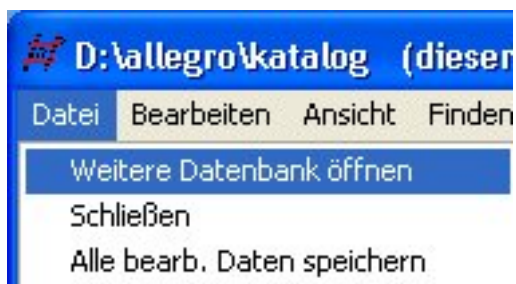 D:\allegro\katalog (dieser
Datei Bearbeiten Ansicht Finden
Weitere Datenbank öffnen
Schließen
Alle bearb. Daten speichern